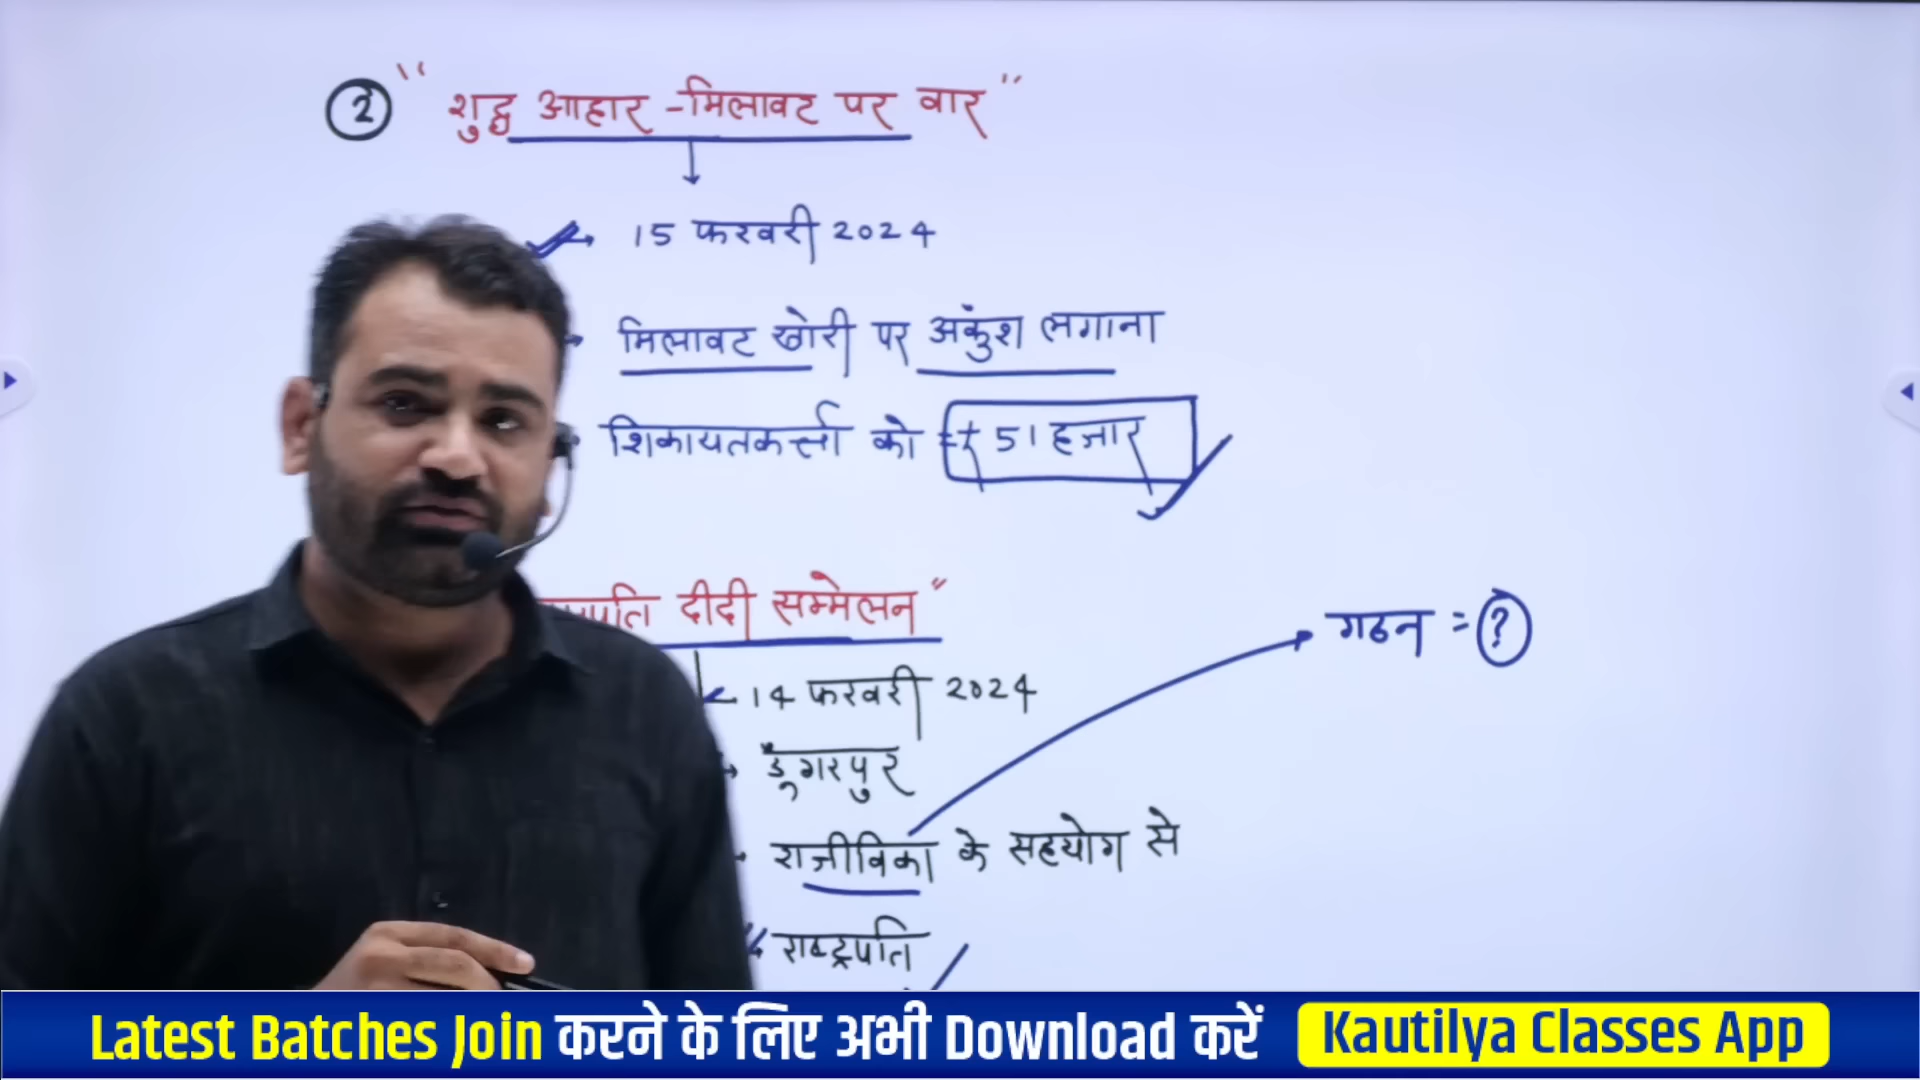 2 " शुद्ध आहार - मिलावट पर वार "
15 फरवरी 2024
मिलावट खोरी पर अकुंश लगाना
शिकायतकर्त्ता को = ₹ 51 हजार
दीदी सम्मेलन "
गठन = ?
14 फरवरी 2024
डूंगरपुर
राजीविका के सहयोग से
राष्ट्रपति
Latest Batches Join करने के लिए अभी Download करें Kautilya Classes App